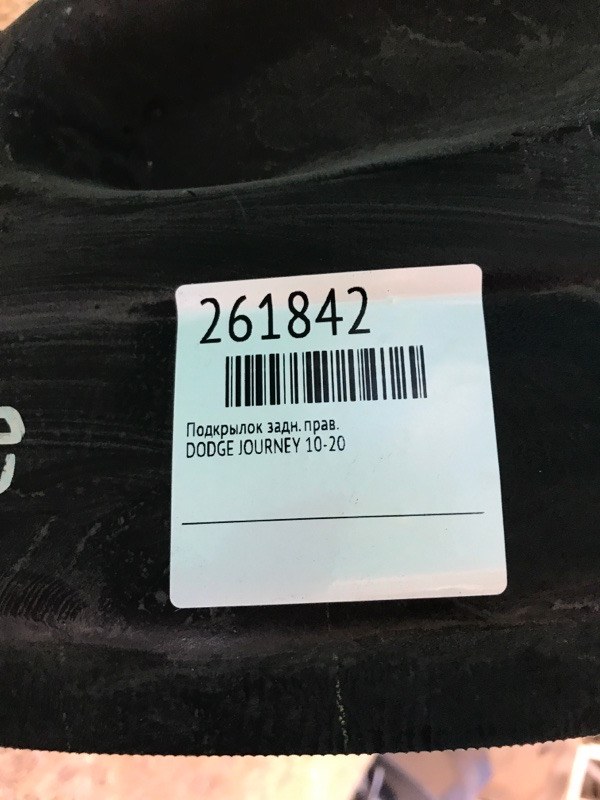 261842
Подкрылок задн. прав.
DODGE JOURNEY 10-20
e